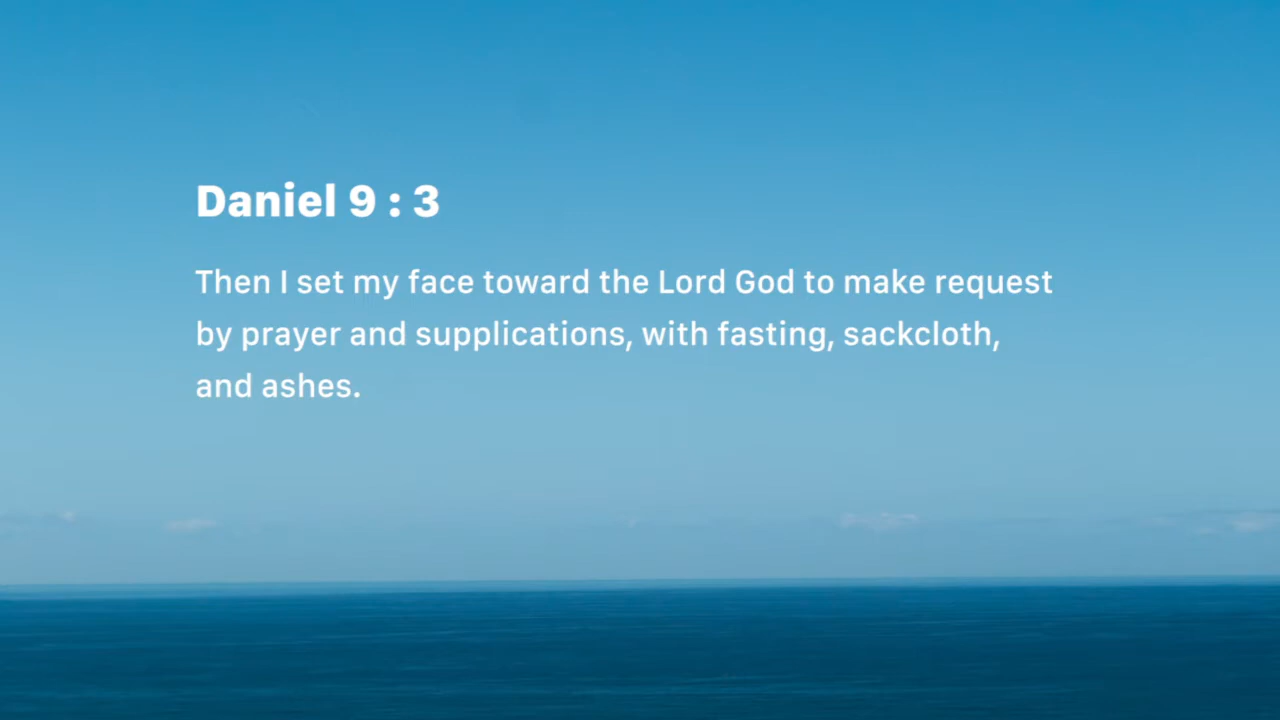 Daniel 9 : 3
Then I set my face toward the Lord God to make request
by prayer and supplications, with fasting, sackcloth,
and ashes.